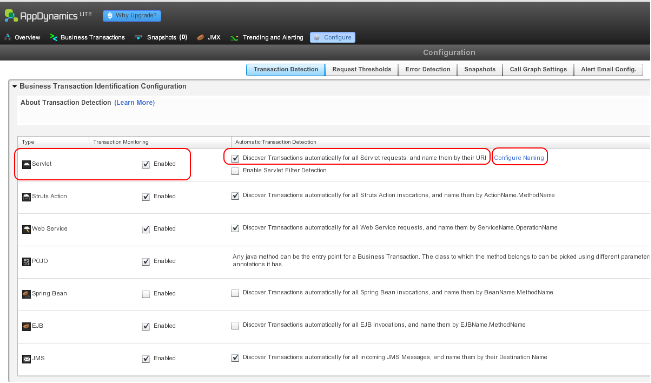 AppDynamics LITE Why Upgrade?
Overview Business Transactions Snapshots (0) JMX Trending and Alerting Configure
Configuration
Transaction Detection Request Thresholds Error Detection Snapshots Call Graph Settings Alert Email Config.
Business Transaction Identification Configuration
About Transaction Detection (Learn More)
Type Transaction Monitoring Automatic Transaction Detection
Servlet Enabled Discover Transactions automatically for all Servlet requests, and name them by their URI Configure Naming
Enable Servlet Filter Detection
Struts Action Enabled Discover Transactions automatically for all Struts Action invocations, and name them by ActionName.MethodName
Web Service Enabled Discover Transactions automatically for all Web Service requests, and name them by ServiceName.OperationName
POJO Enabled Any java method can be the entry point for a Business Transaction. The class to which the method belongs to can be picked using different parameters
annotations it has.
Spring Bean Enabled Discover Transactions automatically for all Spring Bean invocations, and name them by BeanName.MethodName
EJB Enabled Discover Transactions automatically for all EJB invocations, and name them by EJBName.MethodName
JMS Enabled Discover Transactions automatically for all incoming JMS Messages, and name them by their Destination Name